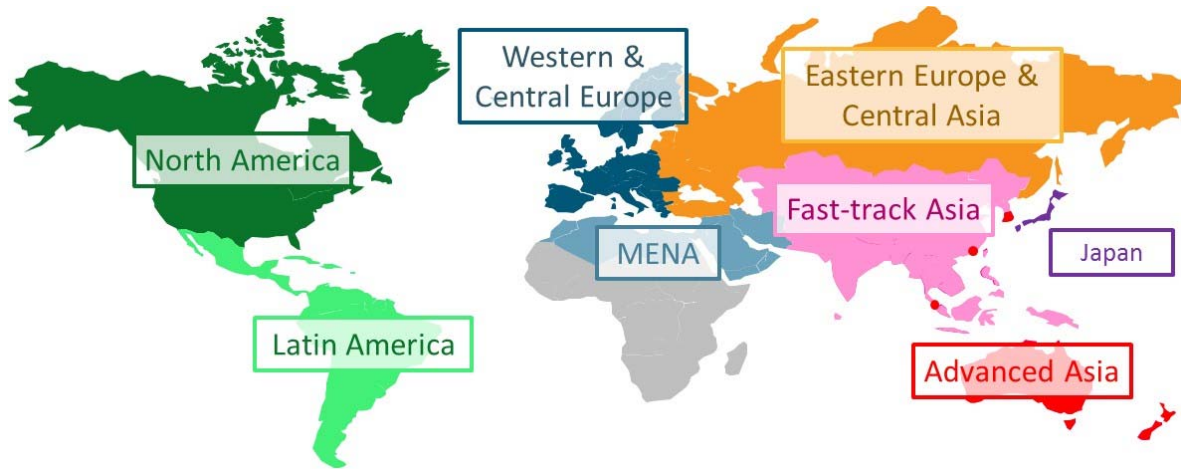 Western &
Central Europe
Eastern Europe &
Central Asia
North America
Fast-track Asia
MENA
Japan
Latin America
Advanced Asia